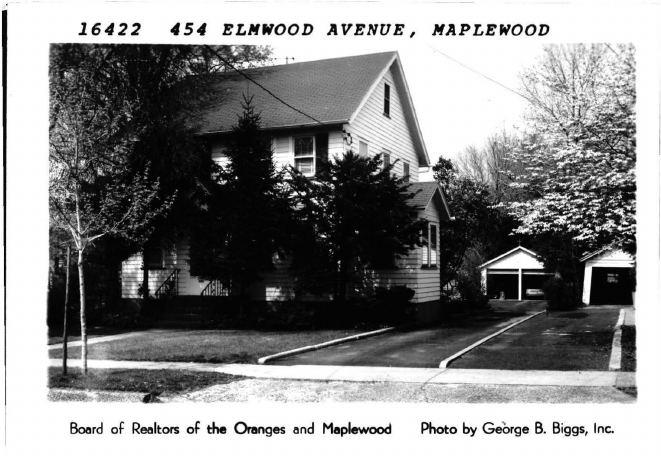 16422 454 ELMWOOD AVENUE, MAPLEWOOD
Board of Realtors of the Oranges and Maplewood Photo by George B. Biggs, Inc.